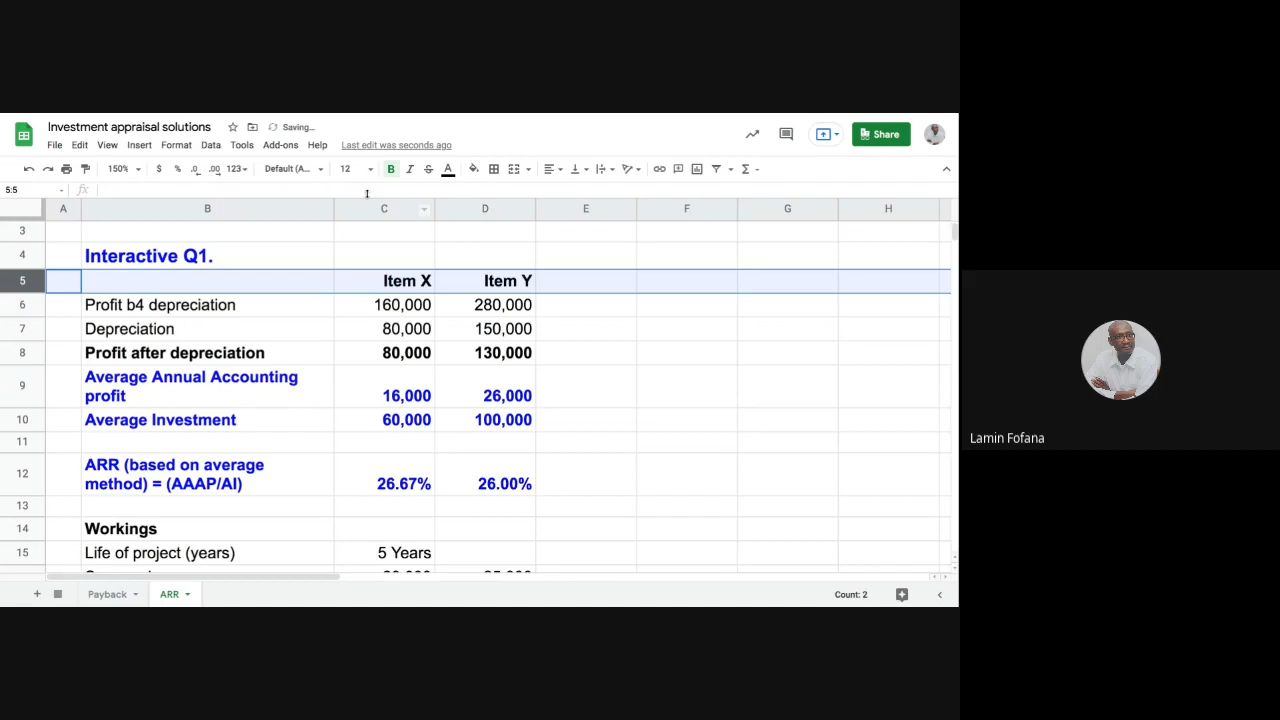 Investment appraisal solutions Saving...
File Edit View Insert Format Data Tools Add-ons Help Last edit was seconds ago
Share
150% $ % .0 .00 123 Default (A... 12 B I S A
5:5 fx
A B C D E F G H
3
4 Interactive Q1.
5 Item X Item Y
6 Profit b4 depreciation 160,000 280,000
7 Depreciation 80,000 150,000
8 Profit after depreciation 80,000 130,000
9 Average Annual Accounting
profit 16,000 26,000
10 Average Investment 60,000 100,000
11
12 ARR (based on average
method) = (AAAP/AI) 26.67% 26.00%
13
14 Workings
15 Life of project (years) 5 Years
Payback ARR Count: 2
Lamin Fofana